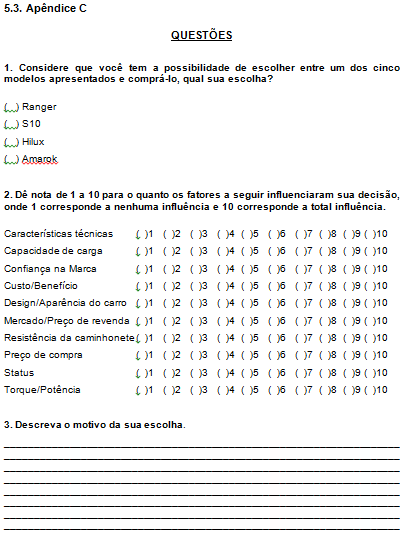 5.3. Apêndice C
QUESTÕES
1. Considere que você tem a possibilidade de escolher entre um dos cinco
modelos apresentados e comprá-lo, qual sua escolha?
(  ) Ranger
(  ) S10
(  ) Hilux
(  ) Amarok
2. Dê nota de 1 a 10 para o quanto os fatores a seguir influenciaram sua decisão,
onde 1 corresponde a nenhuma influência e 10 corresponde a total influência.
Características técnicas ( )1 ( )2 ( )3 ( )4 ( )5 ( )6 ( )7 ( )8 ( )9 ( )10
Capacidade de carga ( )1 ( )2 ( )3 ( )4 ( )5 ( )6 ( )7 ( )8 ( )9 ( )10
Confiança na Marca ( )1 ( )2 ( )3 ( )4 ( )5 ( )6 ( )7 ( )8 ( )9 ( )10
Custo/Benefício ( )1 ( )2 ( )3 ( )4 ( )5 ( )6 ( )7 ( )8 ( )9 ( )10
Design/Aparência do carro ( )1 ( )2 ( )3 ( )4 ( )5 ( )6 ( )7 ( )8 ( )9 ( )10
Mercado/Preço de revenda ( )1 ( )2 ( )3 ( )4 ( )5 ( )6 ( )7 ( )8 ( )9 ( )10
Resistência da caminhonete ( )1 ( )2 ( )3 ( )4 ( )5 ( )6 ( )7 ( )8 ( )9 ( )10
Preço de compra ( )1 ( )2 ( )3 ( )4 ( )5 ( )6 ( )7 ( )8 ( )9 ( )10
Status ( )1 ( )2 ( )3 ( )4 ( )5 ( )6 ( )7 ( )8 ( )9 ( )10
Torque/Potência ( )1 ( )2 ( )3 ( )4 ( )5 ( )6 ( )7 ( )8 ( )9 ( )10
3. Descreva o motivo da sua escolha.